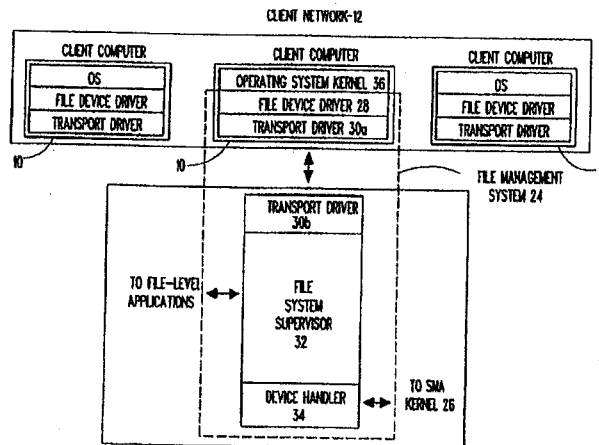 CLIENT NETWORK-12
CLIENT COMPUTER
OS
FILE DEVICE DRIVER
TRANSPORT DRIVER
10
CLIENT COMPUTER
OPERATING SYSTEM KERNEL 36
FILE DEVICE DRIVER 28
TRANSPORT DRIVER 30a
10
CLIENT COMPUTER
OS
FILE DEVICE DRIVER
TRANSPORT DRIVER
FILE MANAGEMENT
SYSTEM 24
TRANSPORT DRIVER
30b
TO FILE-LEVEL
APPLICATIONS
FILE
SYSTEM
SUPERVISOR
32
DEVICE HANDLER
34
TO SMA
KERNEL 26